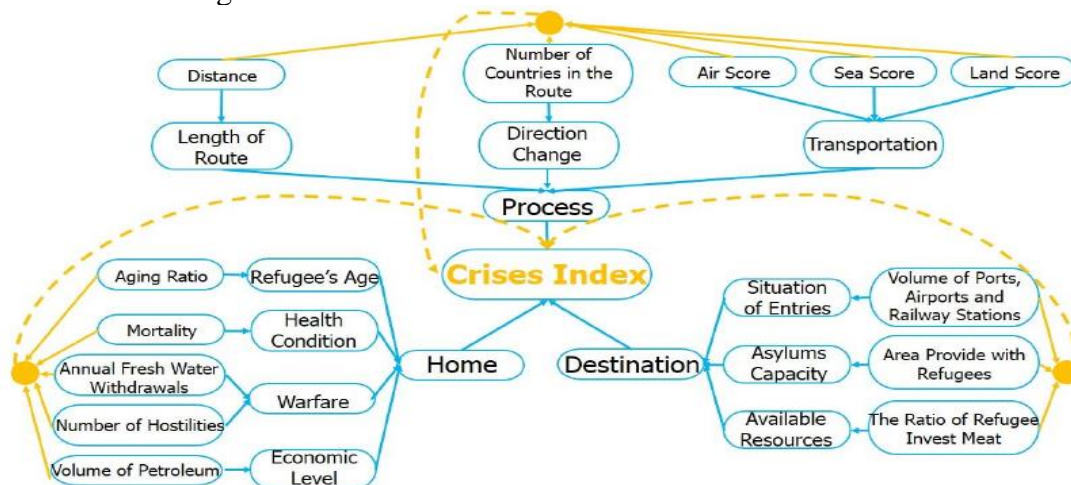 Distance
Number of
Countries in the
Route
Air Score
Sea Score
Land Score
Length of
Route
Direction
Change
Transportation
Process
Crises Index
Aging Ratio
Refugee's Age
Mortality
Health
Condition
Annual Fresh Water
Withdrawals
Warfare
Number of Hostilities
Volume of Petroleum
Economic
Level
Home
Destination
Situation
of Entries
Volume of Ports,
Airports and
Railway Stations
Asylums
Capacity
Area Provide with
Refugees
Available
Resources
The Ratio of Refugee
Invest Meat